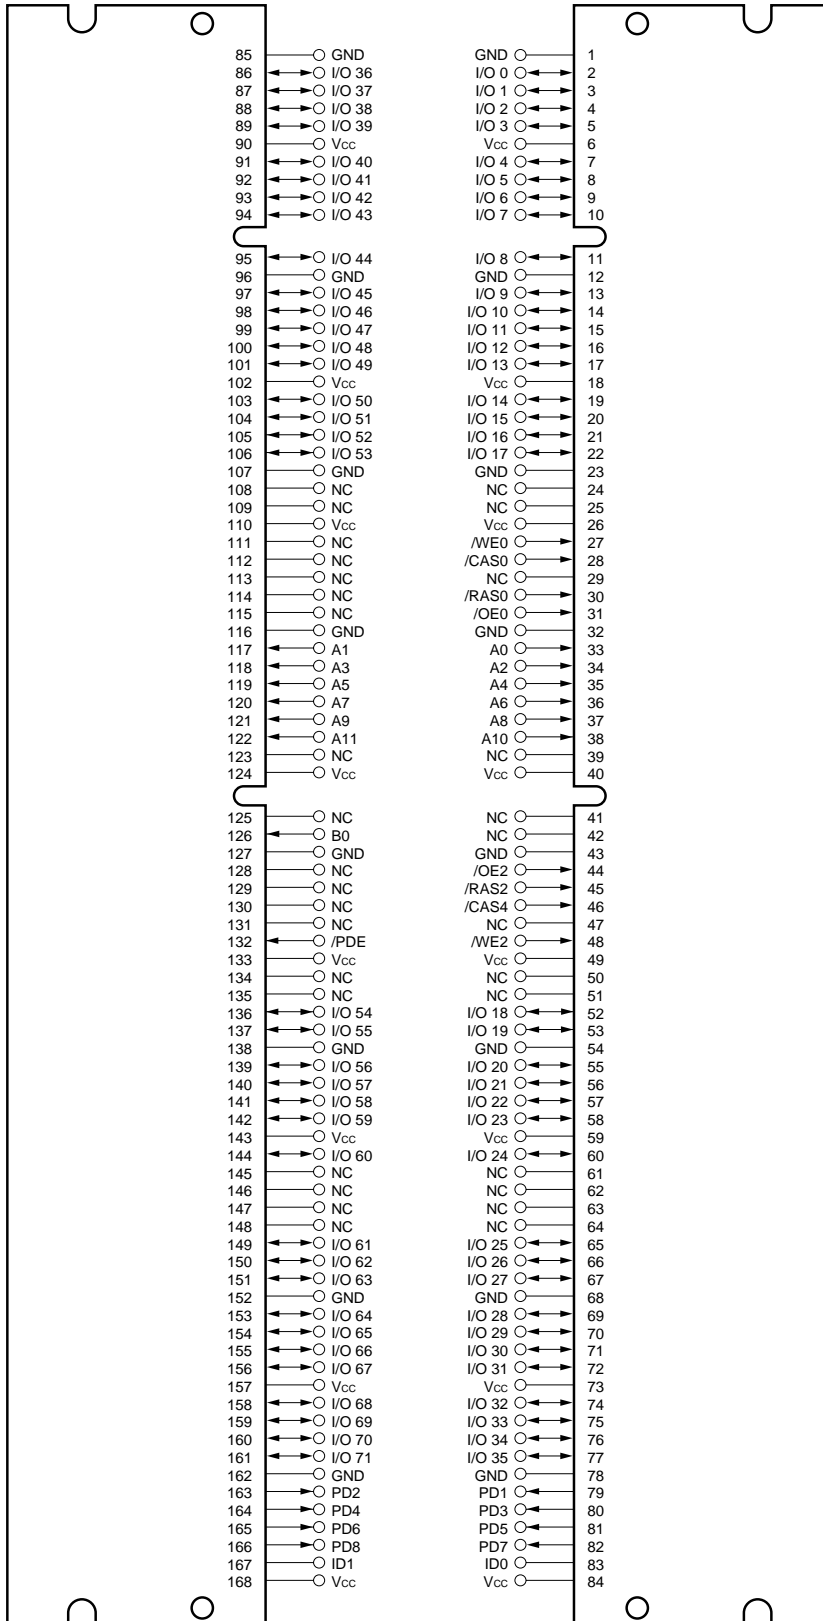 85 GND GND 1
86 I/O 36 I/O 0 2
87 I/O 37 I/O 1 3
88 I/O 38 I/O 2 4
89 I/O 39 I/O 3 5
90 Vcc Vcc 6
91 I/O 40 I/O 4 7
92 I/O 41 I/O 5 8
93 I/O 42 I/O 6 9
94 I/O 43 I/O 7 10
95 I/O 44 I/O 8 11
96 GND GND 12
97 I/O 45 I/O 9 13
98 I/O 46 I/O 10 14
99 I/O 47 I/O 11 15
100 I/O 48 I/O 12 16
101 I/O 49 I/O 13 17
102 Vcc Vcc 18
103 I/O 50 I/O 14 19
104 I/O 51 I/O 15 20
105 I/O 52 I/O 16 21
106 I/O 53 I/O 17 22
107 GND GND 23
108 NC NC 24
109 NC NC 25
110 Vcc Vcc 26
111 NC /WE0 27
112 NC /CAS0 28
113 NC NC 29
114 NC /RAS0 30
115 NC /OE0 31
116 GND GND 32
117 A1 A0 33
118 A3 A2 34
119 A5 A4 35
120 A7 A6 36
121 A9 A8 37
122 A11 A10 38
123 NC NC 39
124 Vcc Vcc 40
125 NC NC 41
126 B0 NC 42
127 GND GND 43
128 NC /OE2 44
129 NC /RAS2 45
130 NC /CAS4 46
131 NC NC 47
132 /PDE /WE2 48
133 Vcc Vcc 49
134 NC NC 50
135 NC NC 51
136 I/O 54 I/O 18 52
137 I/O 55 I/O 19 53
138 GND GND 54
139 I/O 56 I/O 20 55
140 I/O 57 I/O 21 56
141 I/O 58 I/O 22 57
142 I/O 59 I/O 23 58
143 Vcc Vcc 59
144 I/O 60 I/O 24 60
145 NC NC 61
146 NC NC 62
147 NC NC 63
148 NC NC 64
149 I/O 61 I/O 25 65
150 I/O 62 I/O 26 66
151 I/O 63 I/O 27 67
152 GND GND 68
153 I/O 64 I/O 28 69
154 I/O 65 I/O 29 70
155 I/O 66 I/O 30 71
156 I/O 67 I/O 31 72
157 Vcc Vcc 73
158 I/O 68 I/O 32 74
159 I/O 69 I/O 33 75
160 I/O 70 I/O 34 76
161 I/O 71 I/O 35 77
162 GND GND 78
163 PD2 PD1 79
164 PD4 PD3 80
165 PD6 PD5 81
166 PD8 PD7 82
167 ID1 ID0 83
168 Vcc Vcc 84